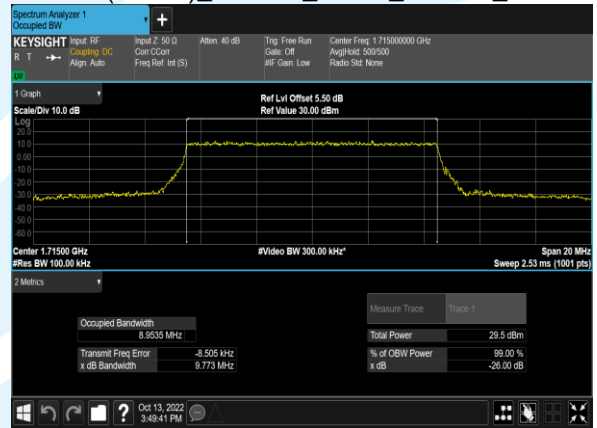 Spectrum Analyzer 1
Occupied BW
+
KEYSIGHT Input: RF Input Z: 50 Ω Atten: 40 dB Trig: Free Run Center Freq: 1.715000000 GHz
R T Coupling: DC Corr CCorr Gate: Off Avg|Hold: 500/500
Align: Auto Freq Ref: Int (S) #IF Gain: Low Radio Std: None
LU
1 Graph
Ref Lvl Offset 5.50 dB
Scale/Div 10.0 dB Ref Value 30.00 dBm
Log
20.0
10.0
0.00
-10.0
-20.0
-30.0
-40.0
-50.0
-60.0
Center 1.71500 GHz #Video BW 300.00 kHz* Span 20 MHz
#Res BW 100.00 kHz Sweep 2.53 ms (1001 pts)
2 Metrics
Measure Trace Trace 1
Occupied Bandwidth
8.9535 MHz Total Power 29.5 dBm
Transmit Freq Error -8.505 kHz % of OBW Power 99.00 %
x dB Bandwidth 9.773 MHz x dB -26.00 dB
? Oct 13, 2022
3:49:41 PM